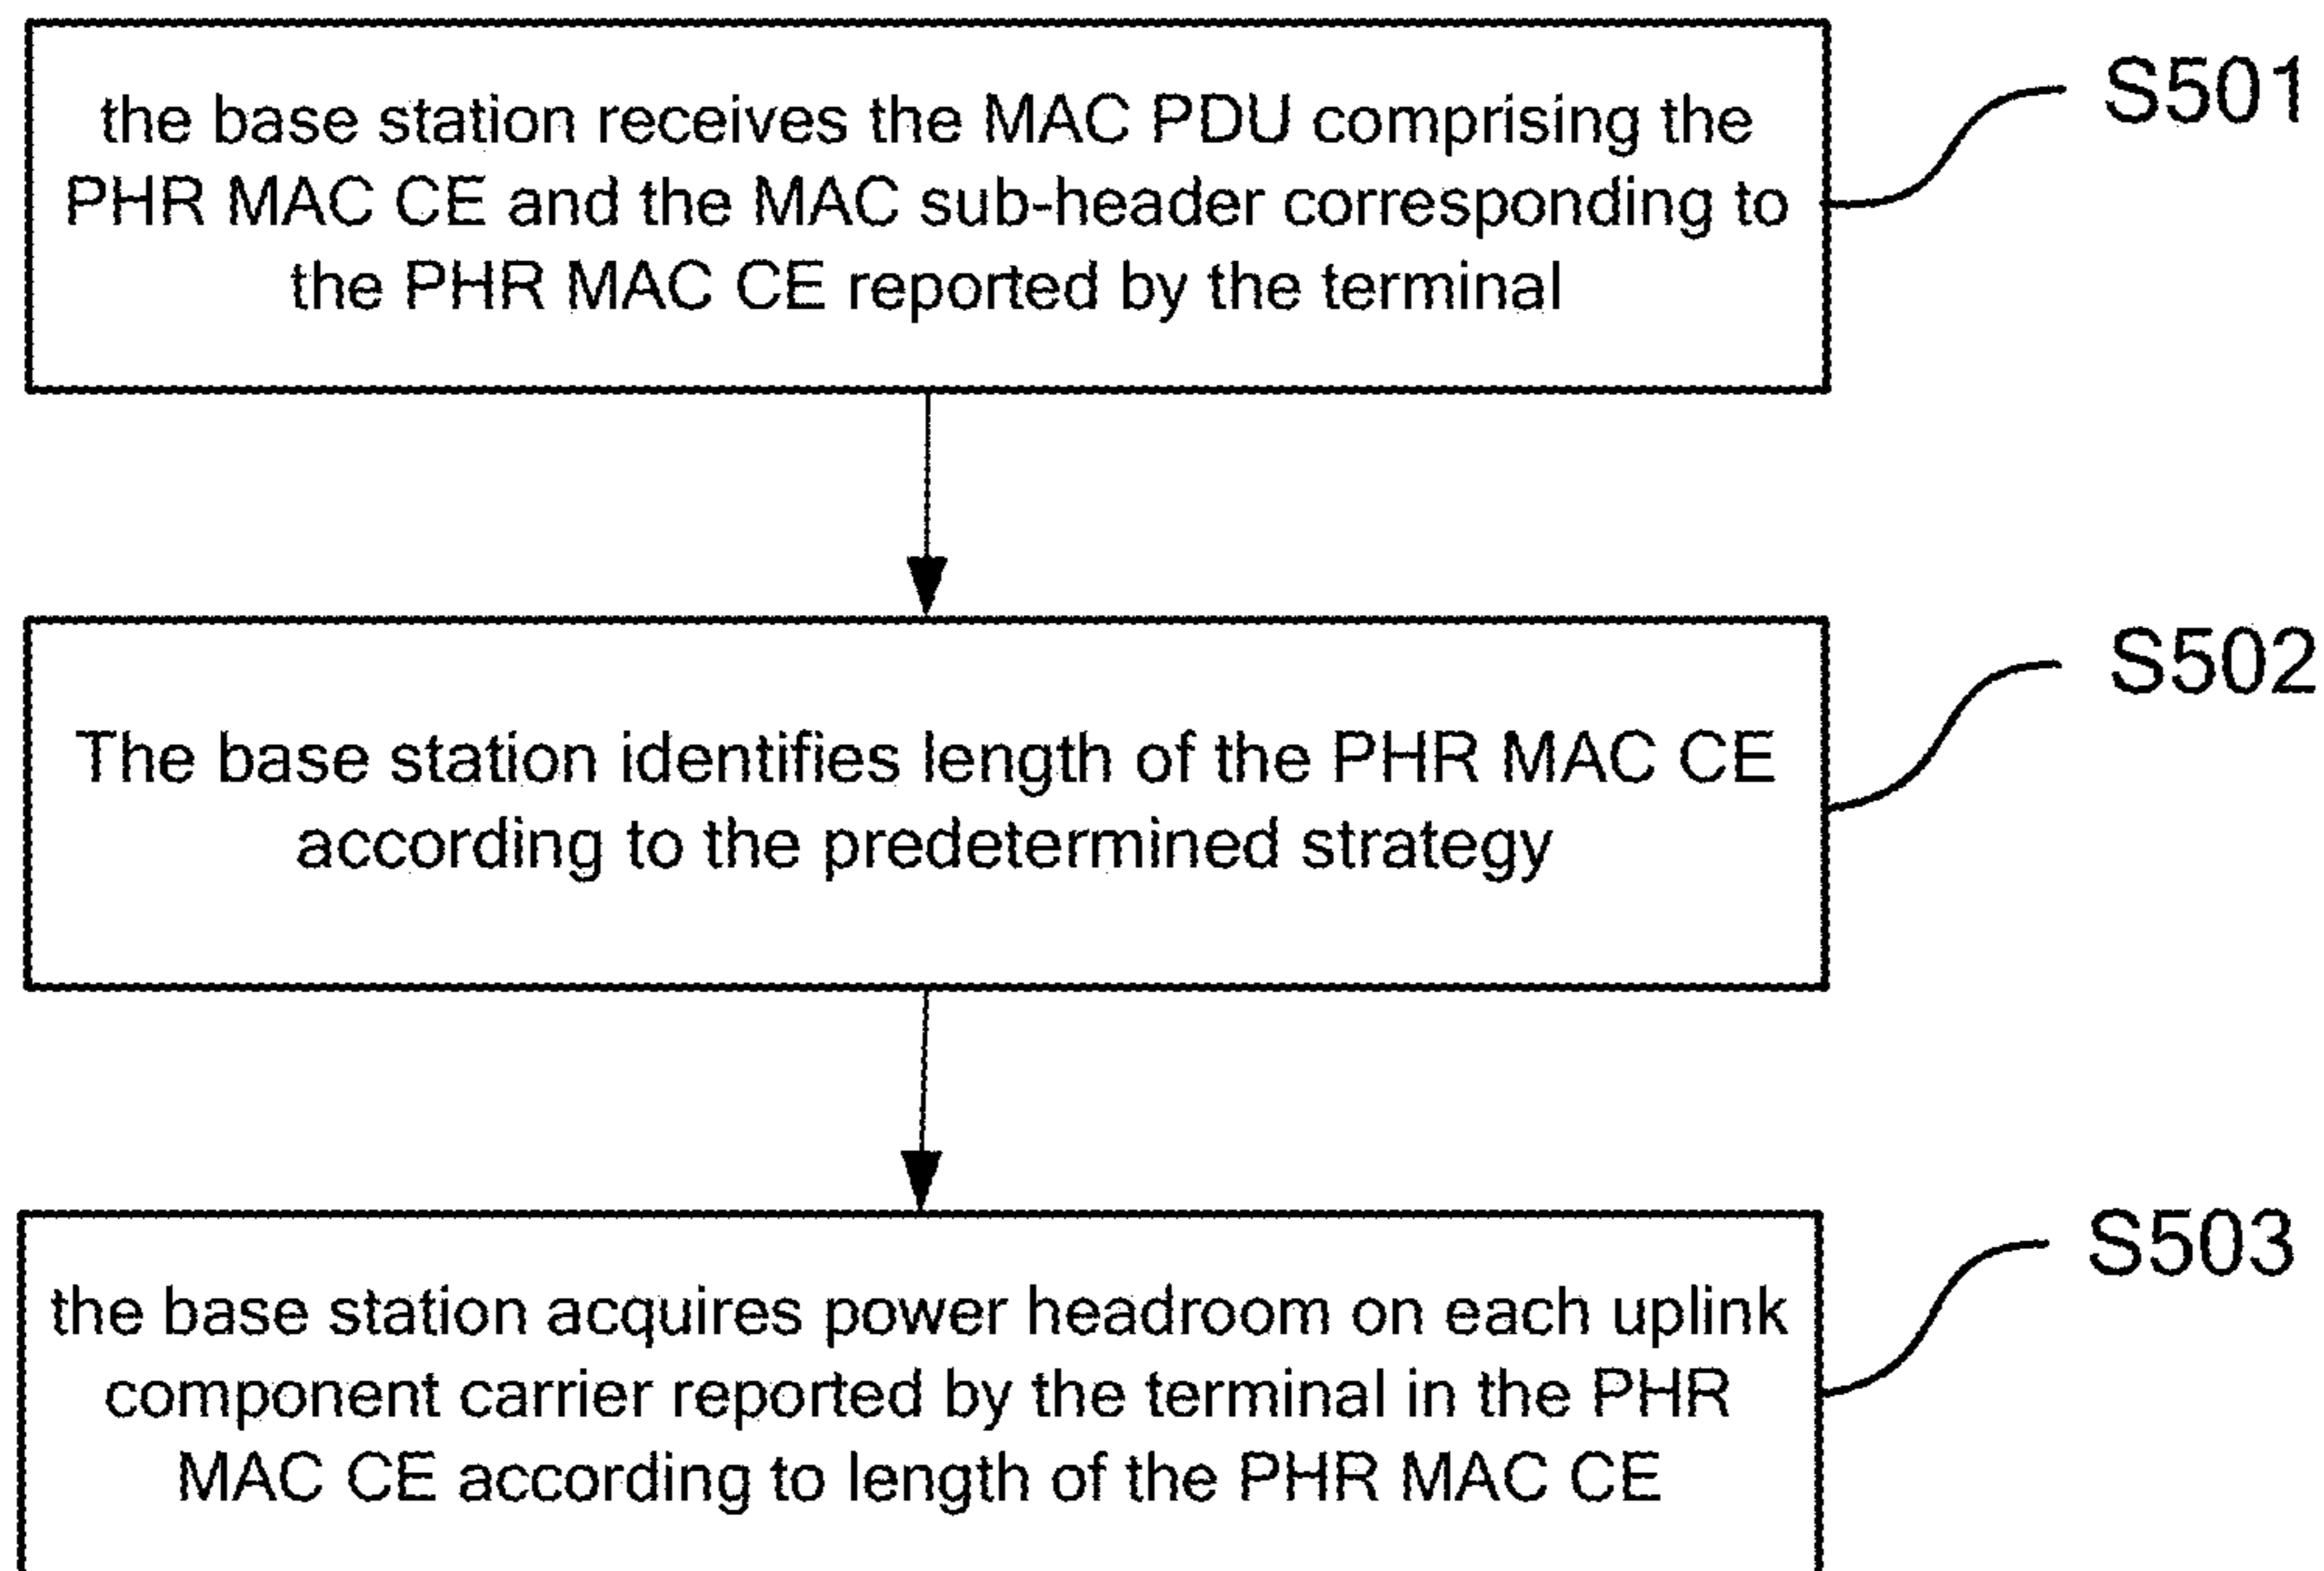 the base station receives the MAC PDU comprising the
PHR MAC CE and the MAC sub-header corresponding to
the PHR MAC CE reported by the terminal
S501
The base station identifies length of the PHR MAC CE
according to the predetermined strategy
S502
the base station acquires power headroom on each uplink
component carrier reported by the terminal in the PHR
MAC CE according to length of the PHR MAC CE
S503